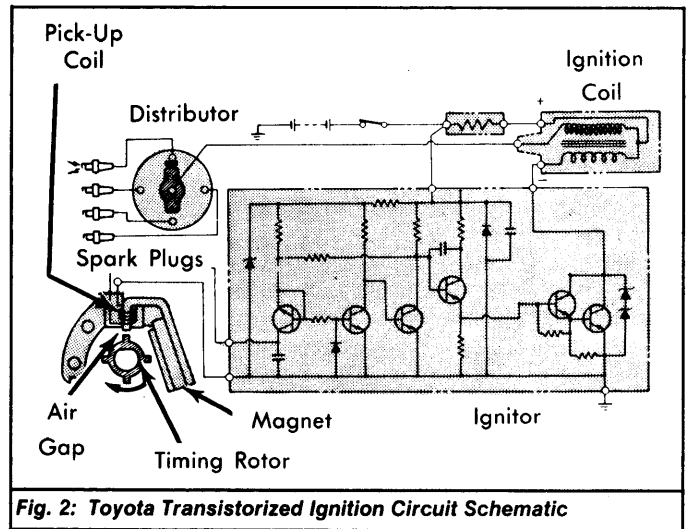 Pick-Up
Coil
Distributor
Ignition
Coil
+
−
Spark Plugs
Air
Gap
Magnet
Timing Rotor
Ignitor
Fig. 2: Toyota Transistorized Ignition Circuit Schematic